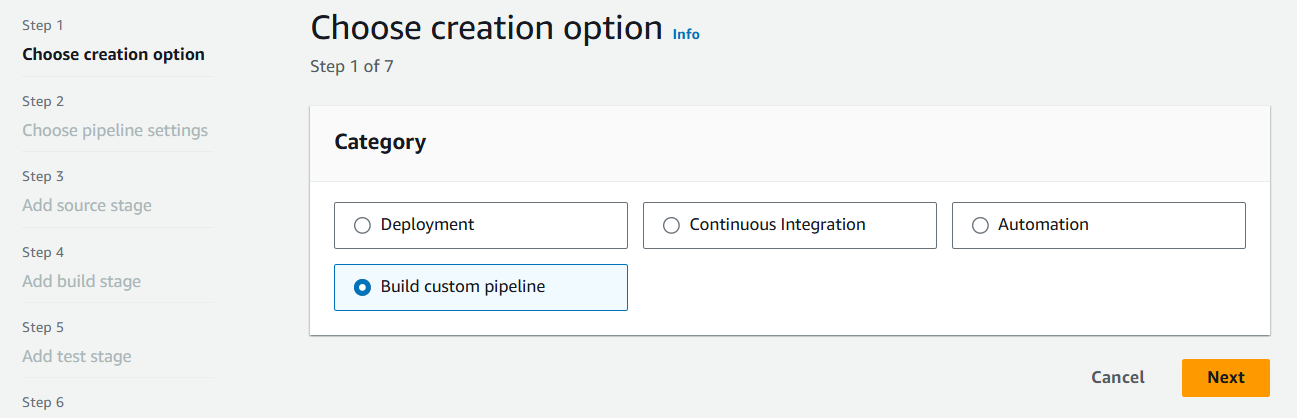 Step 1
Choose creation option
Step 2
Choose pipeline settings
Step 3
Add source stage
Step 4
Add build stage
Step 5
Add test stage
Step 6
Choose creation option Info
Step 1 of 7
Category
Deployment
Continuous Integration
Automation
Build custom pipeline
Cancel
Next